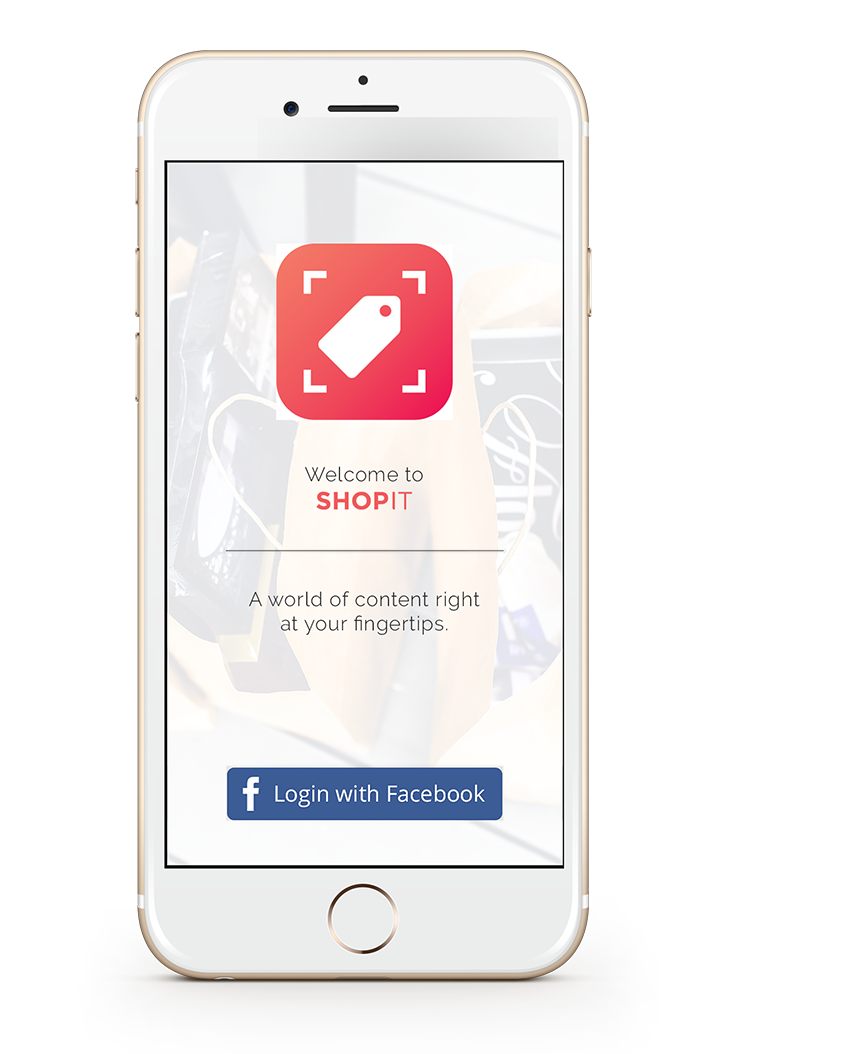 Welcome to
SHOPIT
A world of content right
at your fingertips.
f Login with Facebook